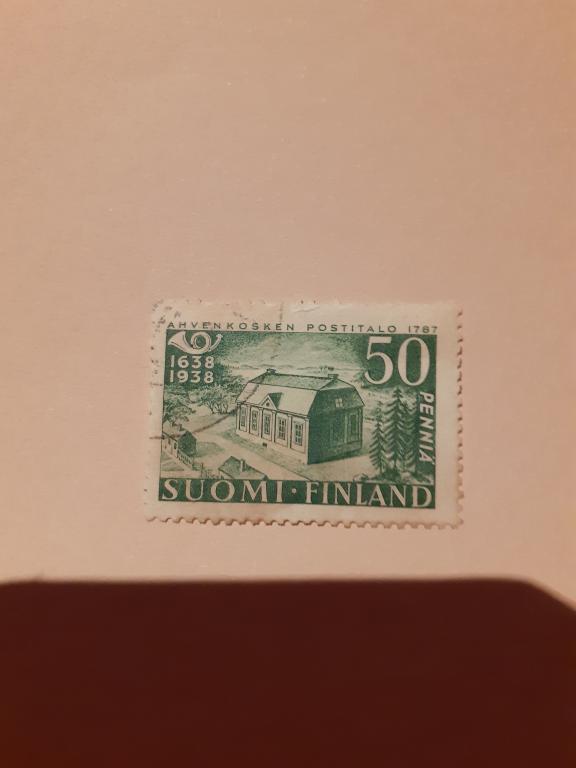 AHVENKOSKEN POSTITALO 1787
1638
1938
50
PENNIÄ
SUOMI·FINLAND